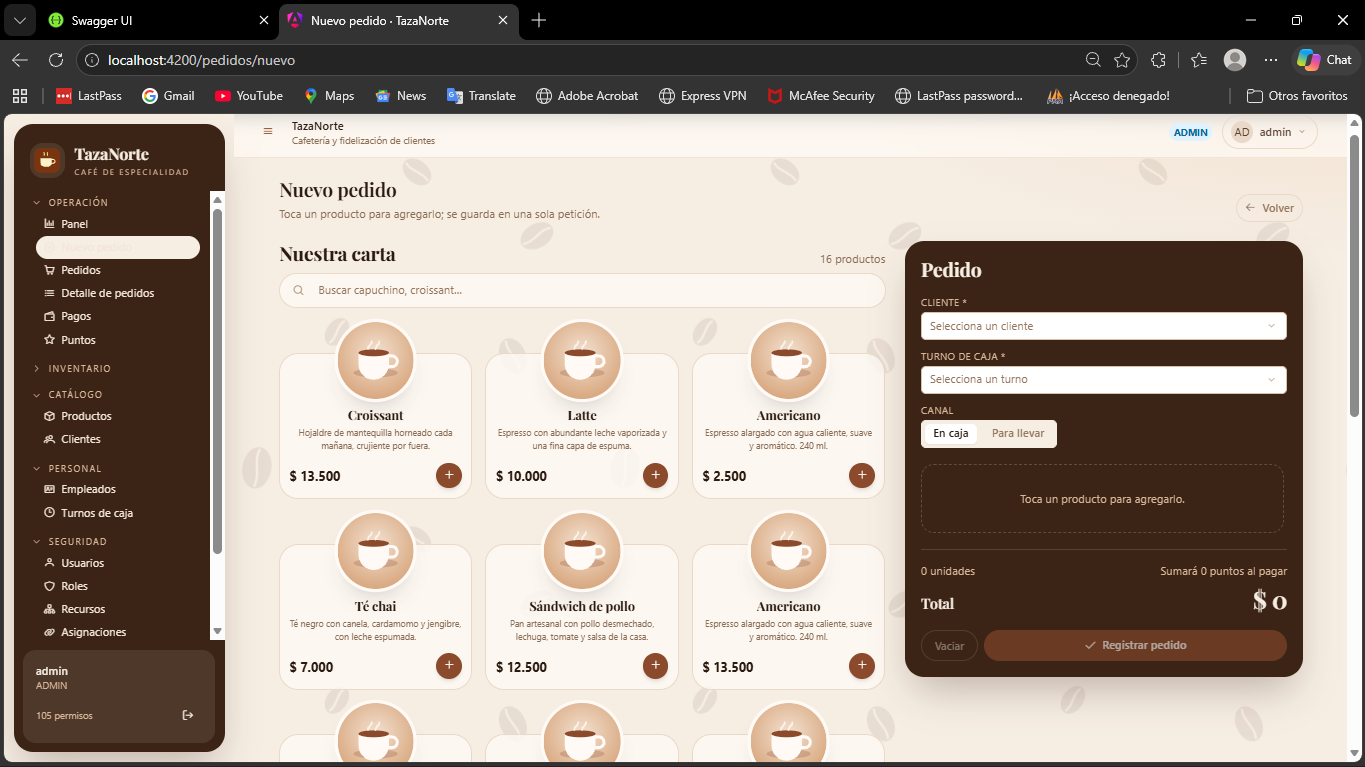 Swagger UI
Nuevo pedido · TazaNorte
localhost:4200/pedidos/nuevo
Chat
LastPass
Gmail
YouTube
Maps
News
Translate
Adobe Acrobat
Express VPN
McAfee Security
LastPass password...
¡Acceso denegado!
Otros favoritos
TazaNorte
CAFÉ DE ESPECIALIDAD
OPERACIÓN
Panel
Nuevo pedido
Pedidos
Detalle de pedidos
Pagos
Puntos
INVENTARIO
CATÁLOGO
Productos
Clientes
PERSONAL
Empleados
Turnos de caja
SEGURIDAD
Usuarios
Roles
Recursos
Asignaciones
admin
ADMIN
105 permisos
TazaNorte
Cafetería y fidelización de clientes
ADMIN
AD
admin
Nuevo pedido
Toca un producto para agregarlo; se guarda en una sola petición.
Volver
Nuestra carta
16 productos
Buscar capuchino, croissant...
Croissant
Hojaldre de mantequilla horneado cada
mañana, crujiente por fuera.
$ 13.500
+
Latte
Espresso con abundante leche vaporizada y
una fina capa de espuma.
$ 10.000
+
Americano
Espresso alargado con agua caliente, suave
y aromático. 240 ml.
$ 2.500
+
Té chai
Té negro con canela, cardamomo y jengibre,
con leche espumada.
$ 7.000
+
Sándwich de pollo
Pan artesanal con pollo desmechado,
lechuga, tomate y salsa de la casa.
$ 12.500
+
Americano
Espresso alargado con agua caliente, suave
y aromático. 240 ml.
$ 13.500
+
Pedido
CLIENTE *
Selecciona un cliente
TURNO DE CAJA *
Selecciona un turno
CANAL
En caja
Para llevar
Toca un producto para agregarlo.
0 unidades
Sumará 0 puntos al pagar
Total
$ 0
Vaciar
Registrar pedido